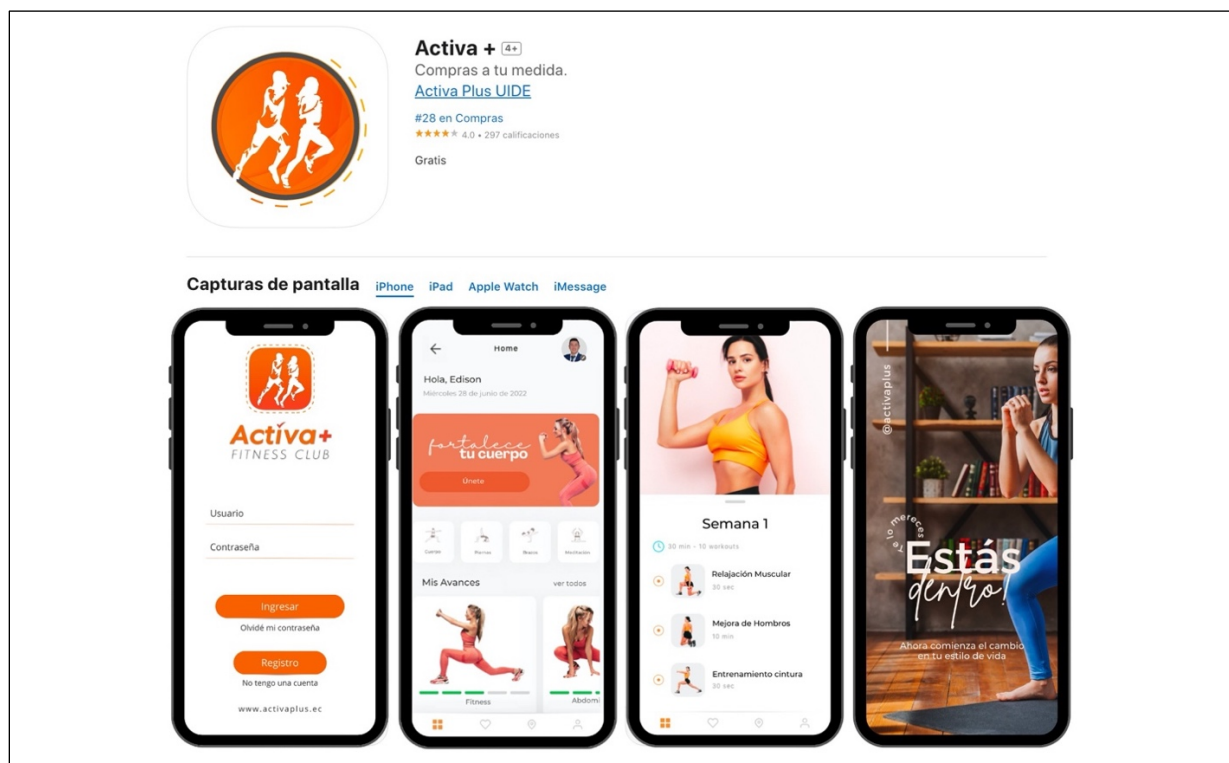 Activa + 4+
Compras a tu medida.
Activa Plus UIDE
#28 en Compras
★★★★★ 4.0 • 297 calificaciones
Gratis
Capturas de pantalla iPhone iPad Apple Watch iMessage
Activa+
FITNESS CLUB
Usuario
Contraseña
Ingresar
Olvidé mi contraseña
Registro
No tengo una cuenta
www.activaplus.ec
Home
Hola, Edison
Miércoles 28 de junio de 2022
fortalece
tu cuerpo
Únete
Piernas
Brazos
Meditación
Mis Avances ver todos
Fitness
Abdomi
Semana 1
30 min - 10 workouts
Relajación Muscular
30 sec
Mejora de Hombros
10 min
Entrenamiento cintura
30 sec
@activaplus
Te lo mereces
Estás
dentro!
Ahora comienza el cambio
en tu estilo de vida